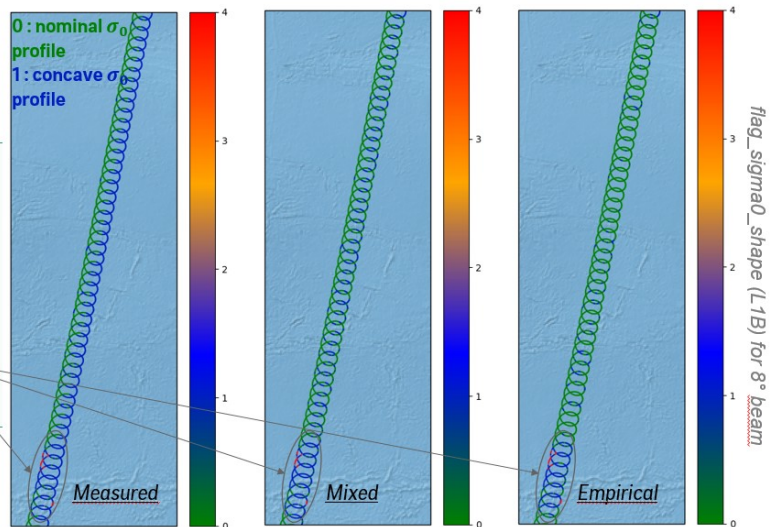 0 : nominal σ₀
profile
1 : concave σ₀
profile
4
3
2
1
0
Measured
4
3
2
1
0
Mixed
4
3
2
1
0
Empirical
flag_sigma0_shape (L1B) for 8° beam